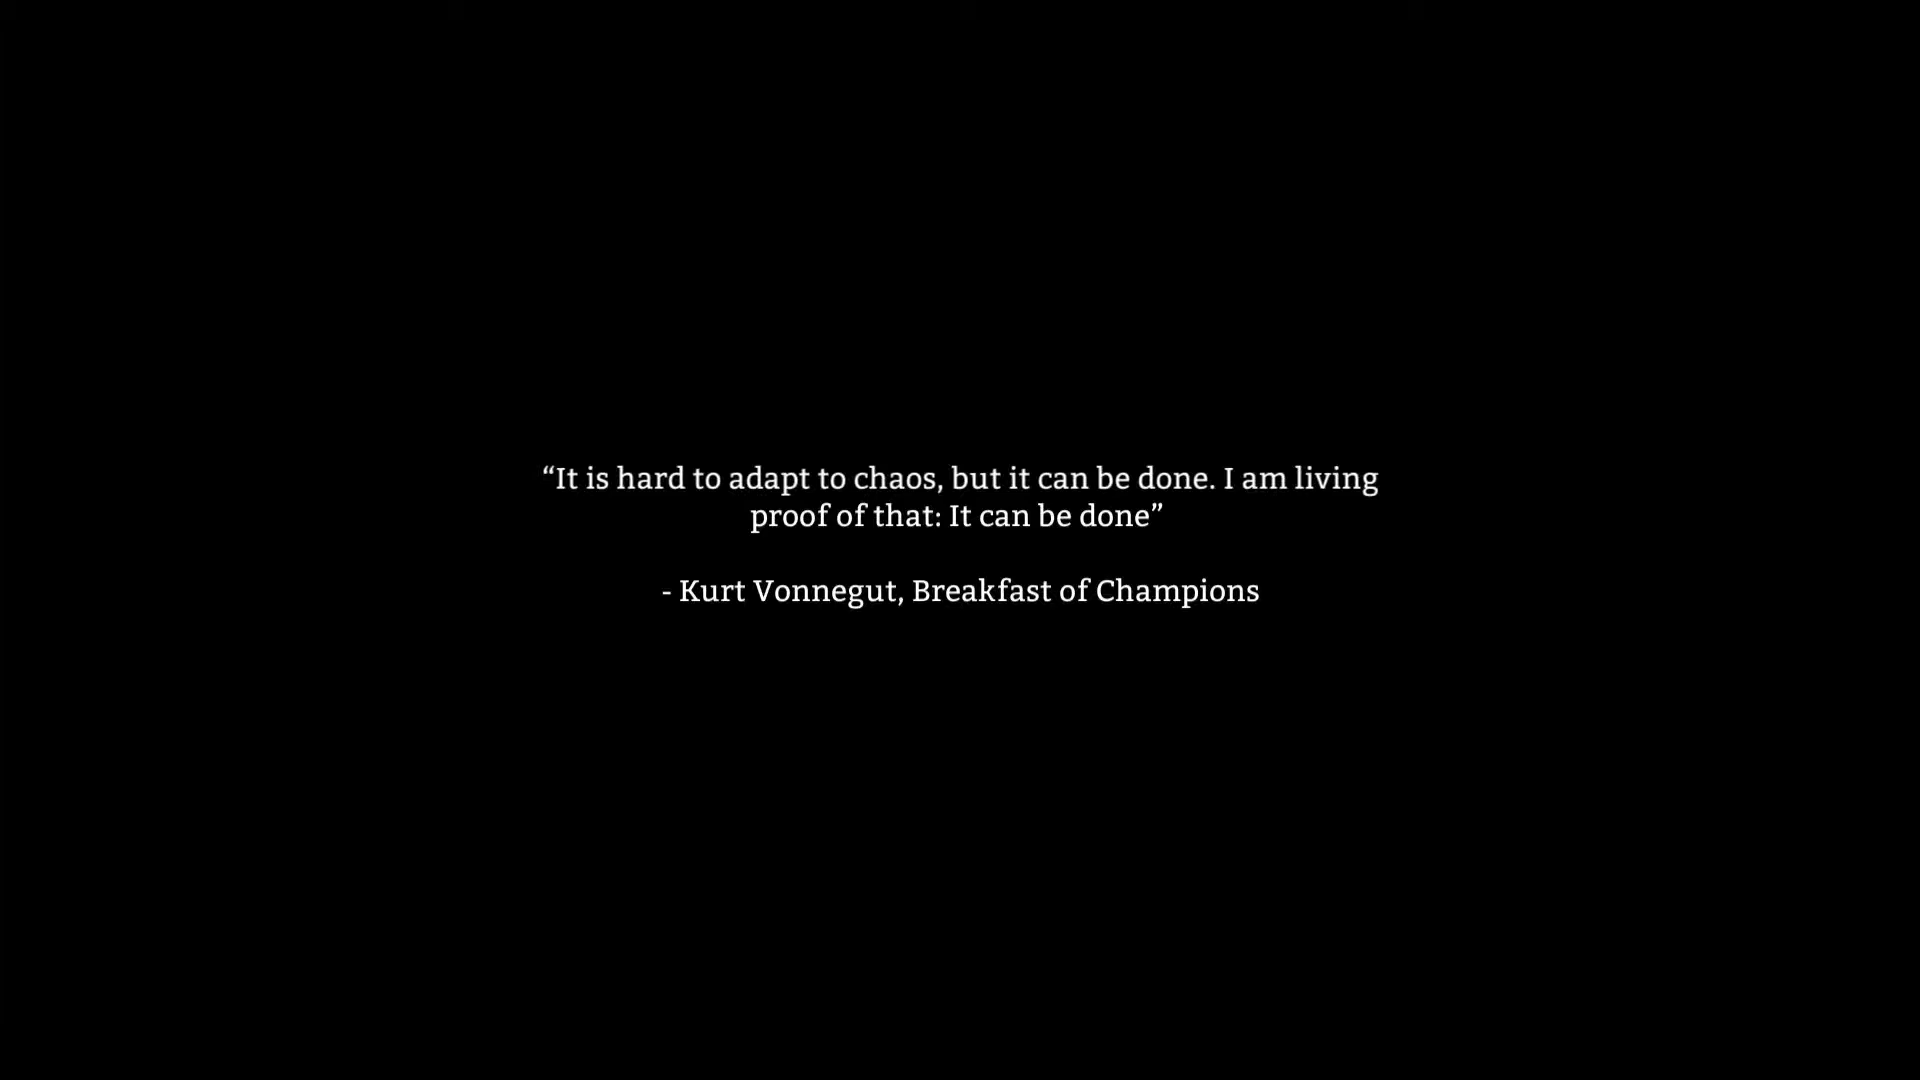 “It is hard to adapt to chaos, but it can be done. I am living
proof of that: It can be done”
- Kurt Vonnegut, Breakfast of Champions